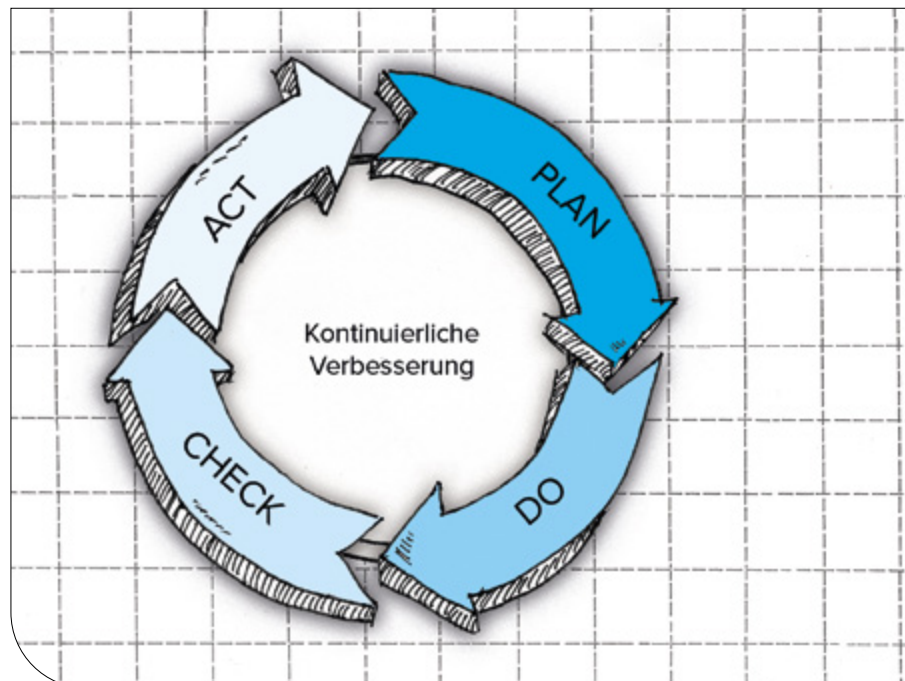 PLAN
DO
CHECK
ACT
Kontinuierliche
Verbesserung